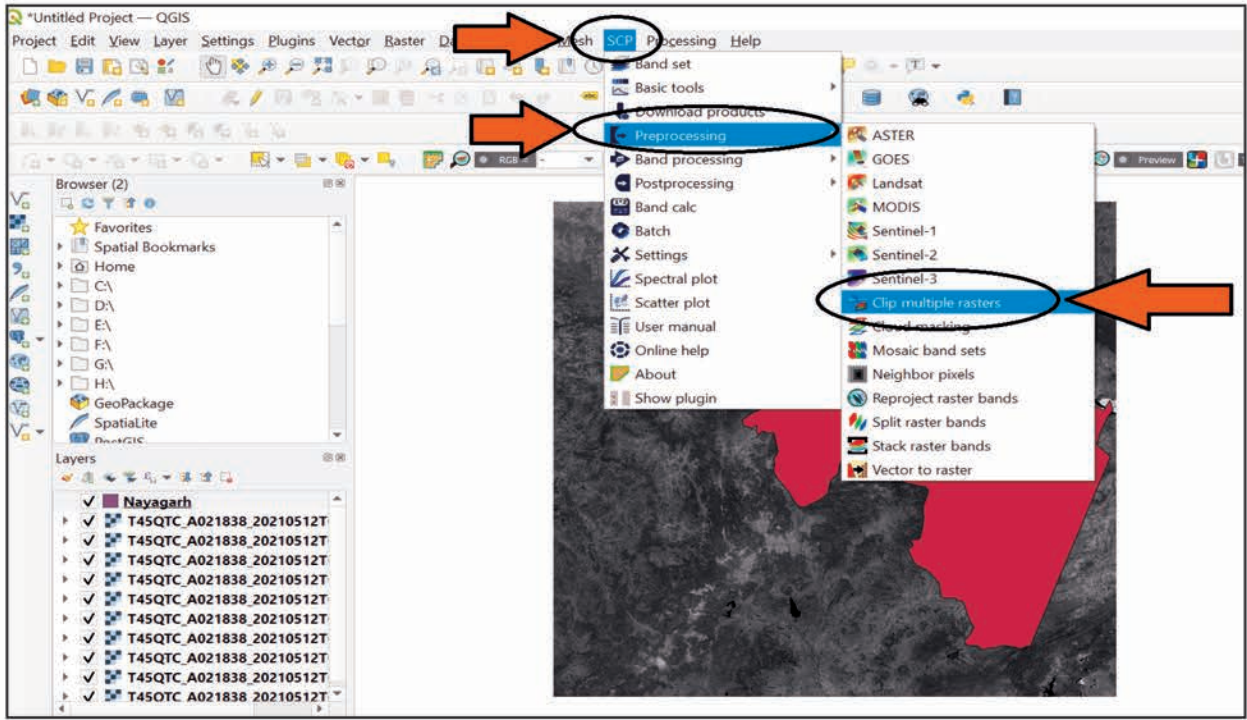 *Untitled Project — QGIS
Project Edit View Layer Settings Plugins Vector Raster Mesh SCP Processing Help
Band set
Basic tools
Download products
Preprocessing
Band processing
Postprocessing
Band calc
Batch
Settings
Spectral plot
Scatter plot
User manual
Online help
About
Show plugin
ASTER
GOES
Landsat
MODIS
Sentinel-1
Sentinel-2
Sentinel-3
Clip multiple rasters
Cloud masking
Mosaic band sets
Neighbor pixels
Reproject raster bands
Split raster bands
Stack raster bands
Vector to raster
RGB =
Preview
Browser (2)
Favorites
Spatial Bookmarks
Home
C:\
D:\
E:\
F:\
G:\
H:\
GeoPackage
SpatiaLite
PostGIS
Layers
Nayagarh
T45QTC_A021838_20210512T
T45QTC_A021838_20210512T
T45QTC_A021838_20210512T
T45QTC_A021838_20210512T
T45QTC_A021838_20210512T
T45QTC_A021838_20210512T
T45QTC_A021838_20210512T
T45QTC_A021838_20210512T
T45QTC_A021838_20210512T
T45QTC_A021838_20210512T